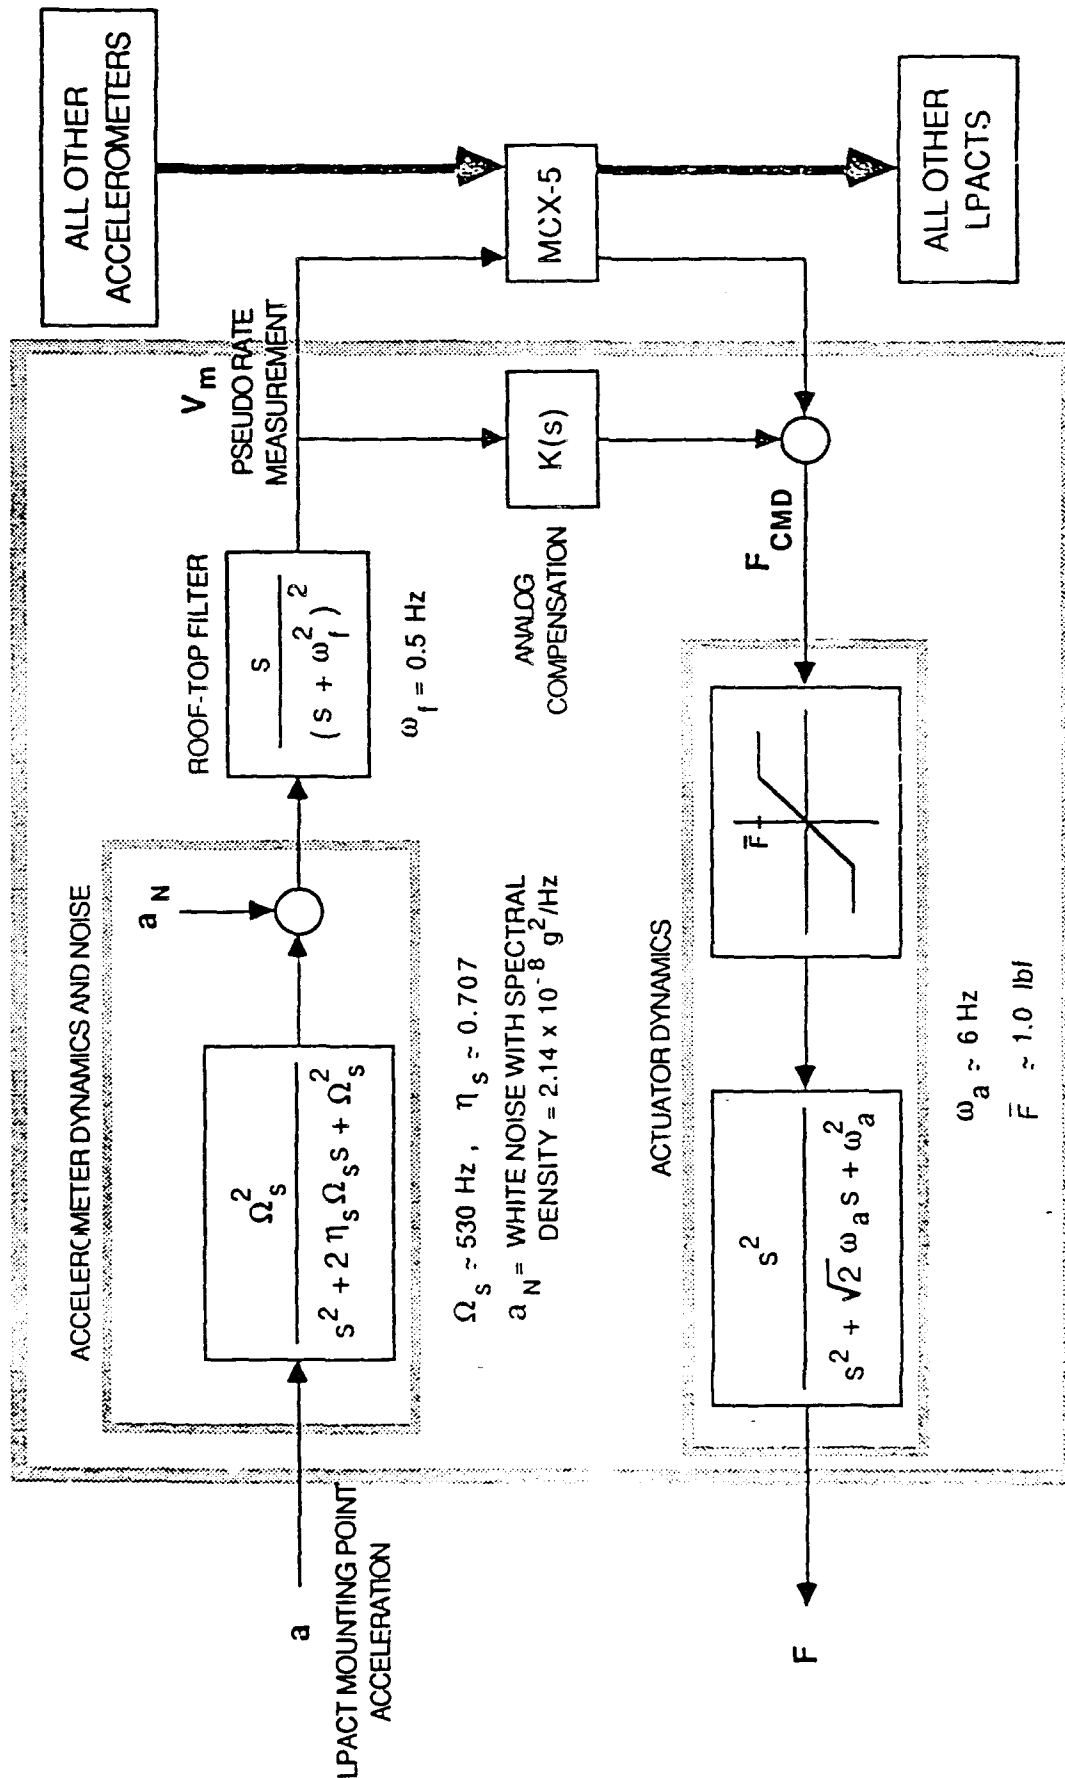 ALL OTHER
ACCELEROMETERS
MCX-5
ALL OTHER
LPACTS
V_m
PSEUDO RATE
MEASUREMENT
K(s)
ANALOG
COMPENSATION
F_CMD
ROOF-TOP FILTER
s
(s + ω_f^2)^2
ω_f = 0.5 Hz
ACCELEROMETER DYNAMICS AND NOISE
a_N
Ω_s^2
s^2 + 2 η_s Ω_s s + Ω_s^2
Ω_s ≈ 530 Hz , η_s ≈ 0.707
a_N = WHITE NOISE WITH SPECTRAL
DENSITY = 2.14 x 10^-8 g^2/Hz
a
LPACT MOUNTING POINT
ACCELERATION
ACTUATOR DYNAMICS
F̅
s^2
s^2 + √2 ω_a s + ω_a^2
ω_a ≈ 6 Hz
F̅ ≈ 1.0 lbf
F